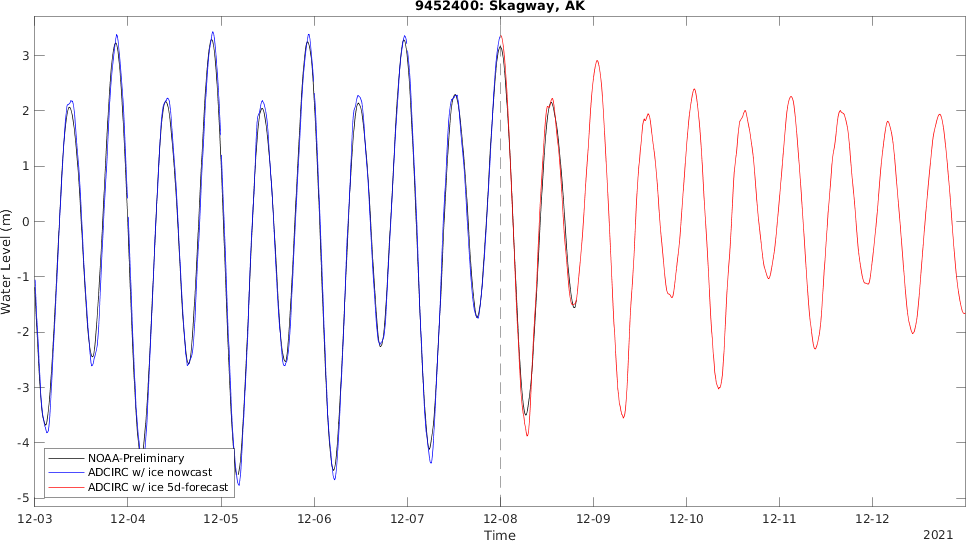 9452400: Skagway, AK
Water Level (m)
3
2
1
0
-1
-2
-3
-4
-5
NOAA-Preliminary
ADCIRC w/ ice nowcast
ADCIRC w/ ice 5d-forecast
12-03 12-04 12-05 12-06 12-07 12-08 12-09 12-10 12-11 12-12
Time
2021